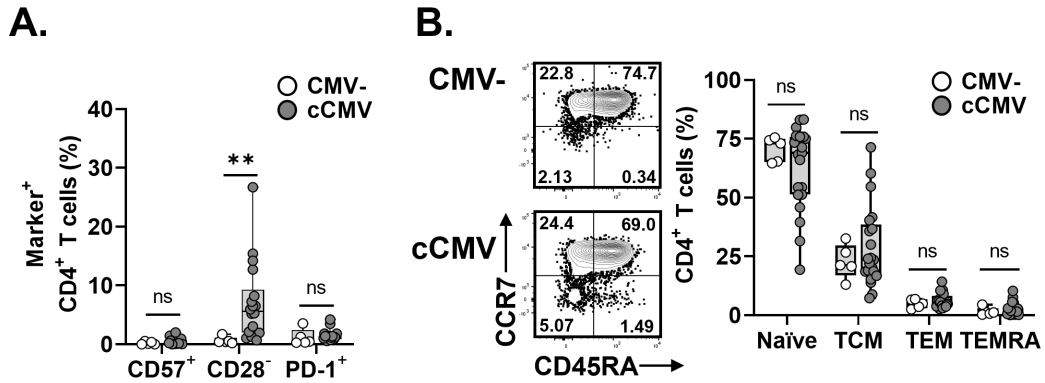 A.
CMV-
cCMV
Marker+
CD4+ T cells (%)
40
30
20
10
0
ns
**
ns
CD57+ CD28- PD-1+
B.
CMV-
22.8 74.7
2.13 0.34
cCMV
24.4 69.0
5.07 1.49
CCR7
CD45RA
CMV-
cCMV
CD4+ T cells (%)
100
75
50
25
0
ns
ns
ns
ns
Naïve TCM TEM TEMRA